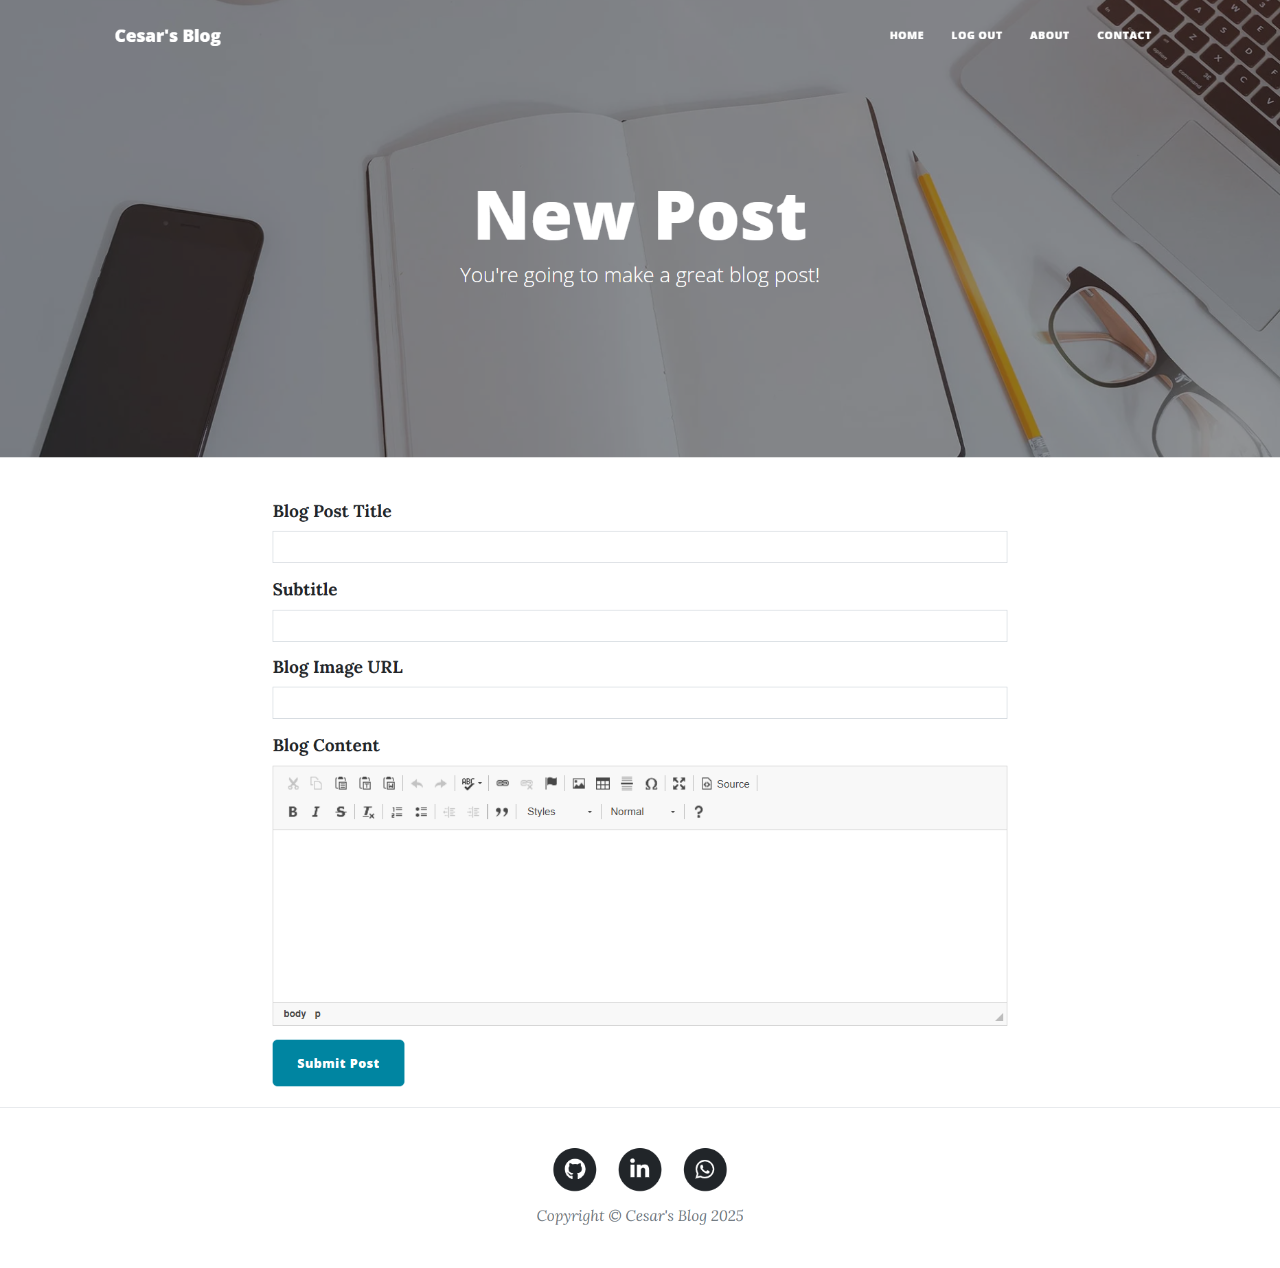 Cesar's Blog
HOME LOG OUT ABOUT CONTACT
New Post
You're going to make a great blog post!
Blog Post Title
Subtitle
Blog Image URL
Blog Content
ABC Source
B I S Styles Normal ?
body p
Submit Post
Copyright © Cesar's Blog 2025